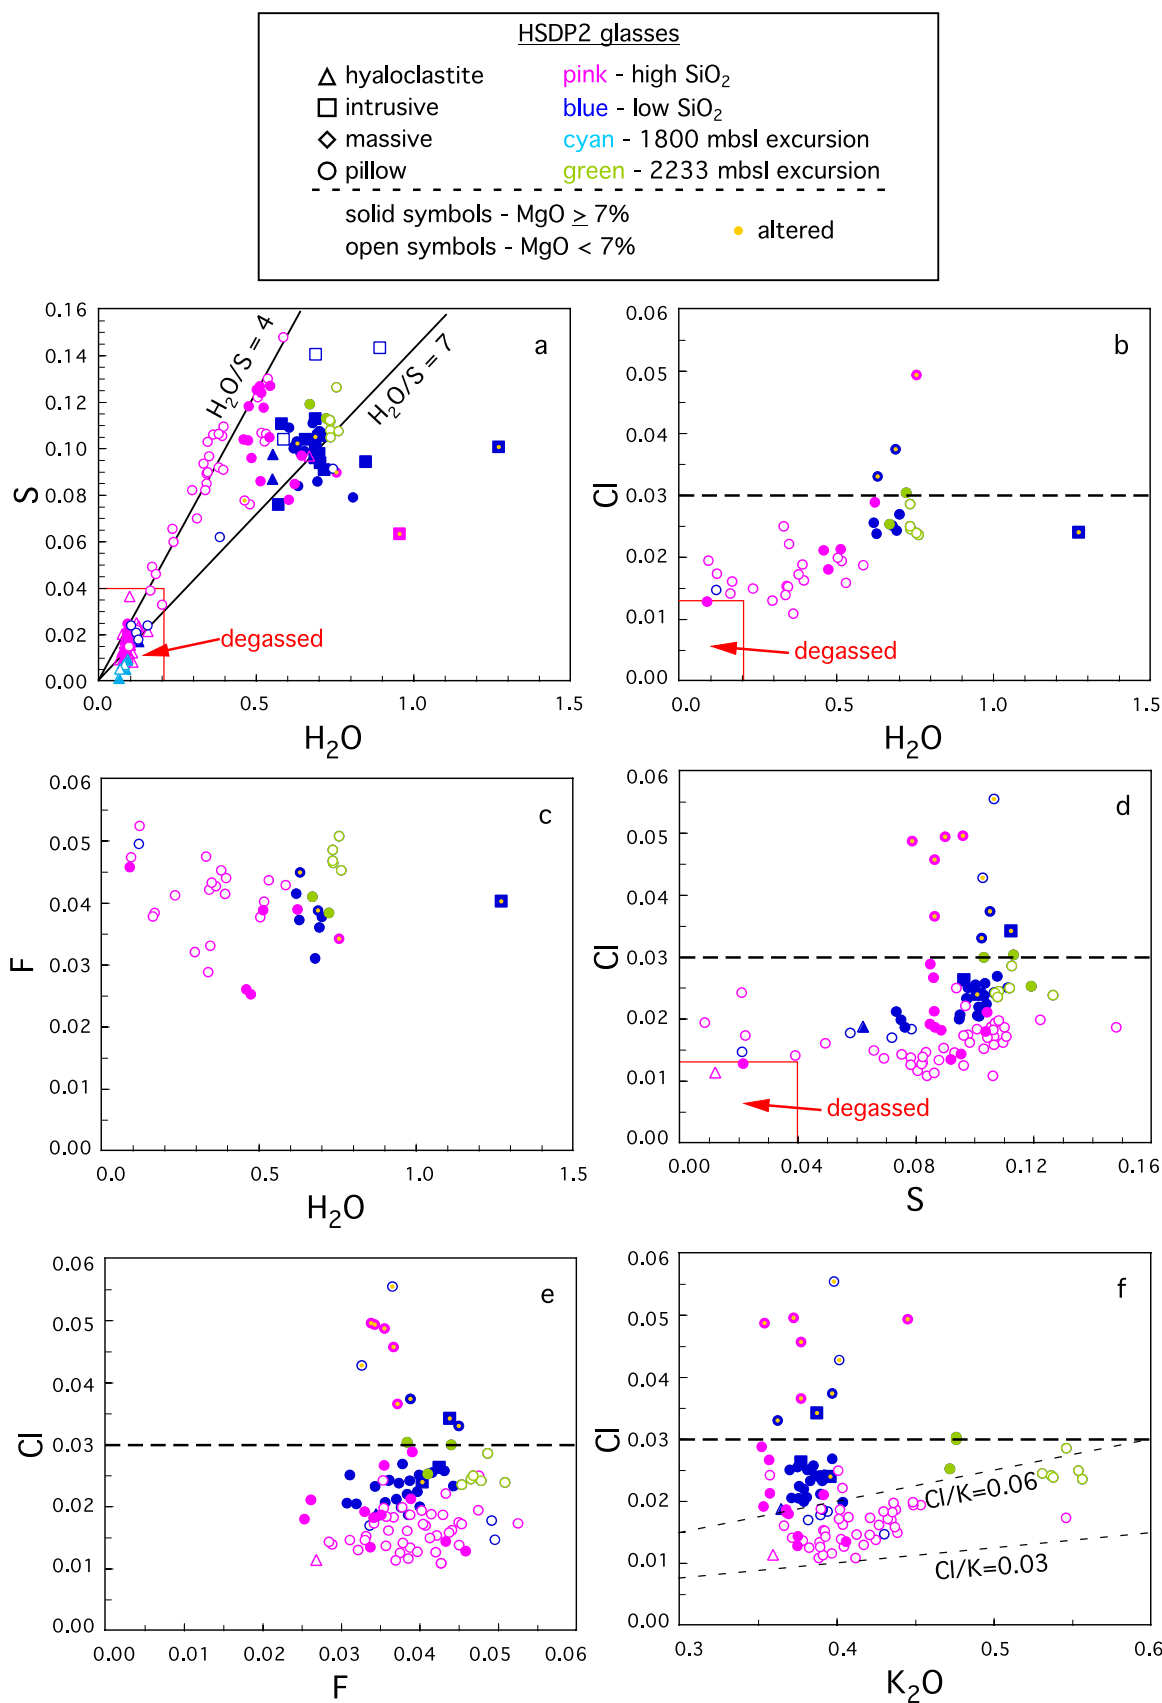 HSDP2 glasses
hyaloclastite pink - high SiO₂
intrusive blue - low SiO₂
massive cyan - 1800 mbsl excursion
pillow green - 2233 mbsl excursion
solid symbols - MgO ≥ 7%
open symbols - MgO < 7%
altered
a
H₂O/S = 4
H₂O/S = 7
degassed
S
0.16
0.14
0.12
0.10
0.08
0.06
0.04
0.02
0.00
0.0 0.5 1.0 1.5
H₂O
b
degassed
Cl
0.06
0.05
0.04
0.03
0.02
0.01
0.00
0.0 0.5 1.0 1.5
H₂O
c
F
0.06
0.05
0.04
0.03
0.02
0.01
0.00
0.0 0.5 1.0 1.5
H₂O
d
degassed
Cl
0.06
0.05
0.04
0.03
0.02
0.01
0.00
0.00 0.04 0.08 0.12 0.16
S
e
Cl
0.06
0.05
0.04
0.03
0.02
0.01
0.00
0.00 0.01 0.02 0.03 0.04 0.05 0.06
F
f
Cl/K=0.06
Cl/K=0.03
Cl
0.06
0.05
0.04
0.03
0.02
0.01
0.00
0.3 0.4 0.5 0.6
K₂O